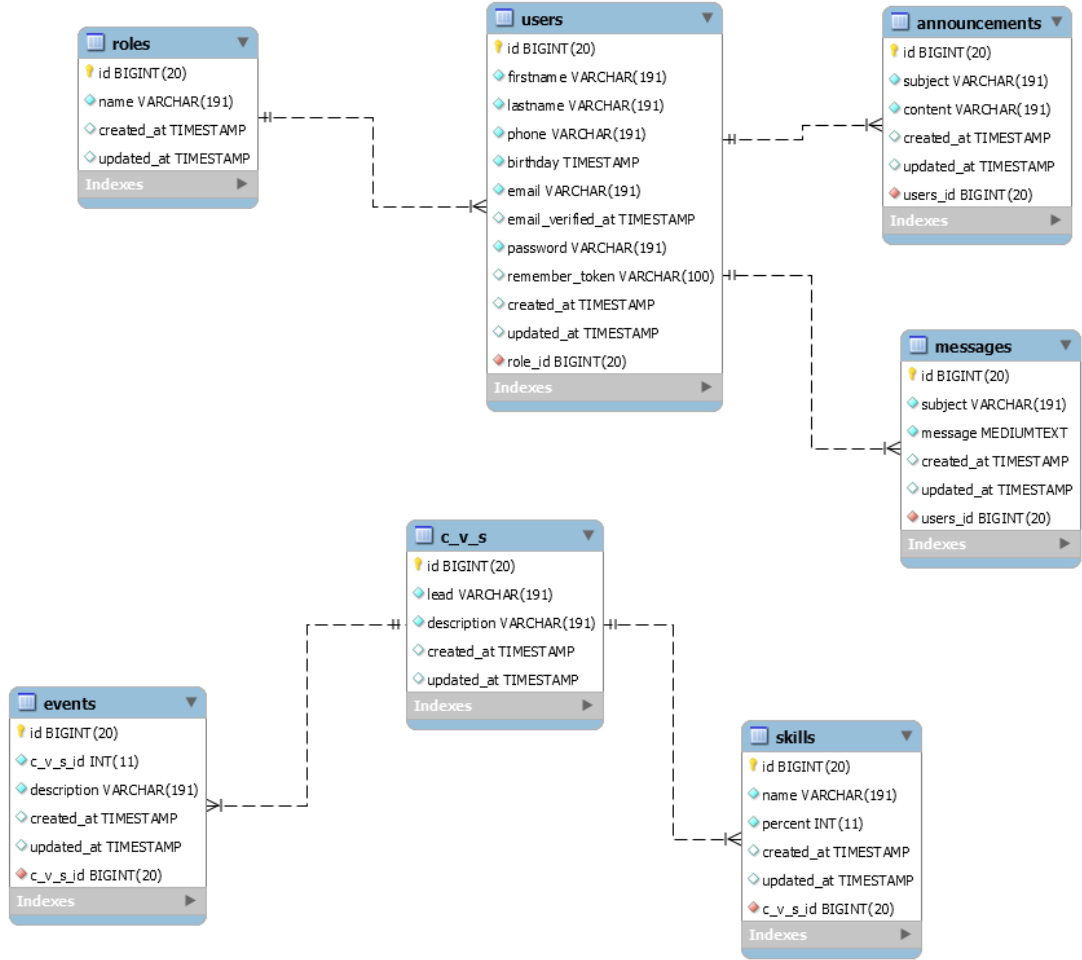 roles
id BIGINT(20)
name VARCHAR(191)
created_at TIMESTAMP
updated_at TIMESTAMP
Indexes
users
id BIGINT(20)
firstname VARCHAR(191)
lastname VARCHAR(191)
phone VARCHAR(191)
birthday TIMESTAMP
email VARCHAR(191)
email_verified_at TIMESTAMP
password VARCHAR(191)
remember_token VARCHAR(100)
created_at TIMESTAMP
updated_at TIMESTAMP
role_id BIGINT(20)
Indexes
announcements
id BIGINT(20)
subject VARCHAR(191)
content VARCHAR(191)
created_at TIMESTAMP
updated_at TIMESTAMP
users_id BIGINT(20)
Indexes
messages
id BIGINT(20)
subject VARCHAR(191)
message MEDIUMTEXT
created_at TIMESTAMP
updated_at TIMESTAMP
users_id BIGINT(20)
Indexes
c_v_s
id BIGINT(20)
lead VARCHAR(191)
description VARCHAR(191)
created_at TIMESTAMP
updated_at TIMESTAMP
Indexes
events
id BIGINT(20)
c_v_s_id INT(11)
description VARCHAR(191)
created_at TIMESTAMP
updated_at TIMESTAMP
c_v_s_id BIGINT(20)
Indexes
skills
id BIGINT(20)
name VARCHAR(191)
percent INT(11)
created_at TIMESTAMP
updated_at TIMESTAMP
c_v_s_id BIGINT(20)
Indexes